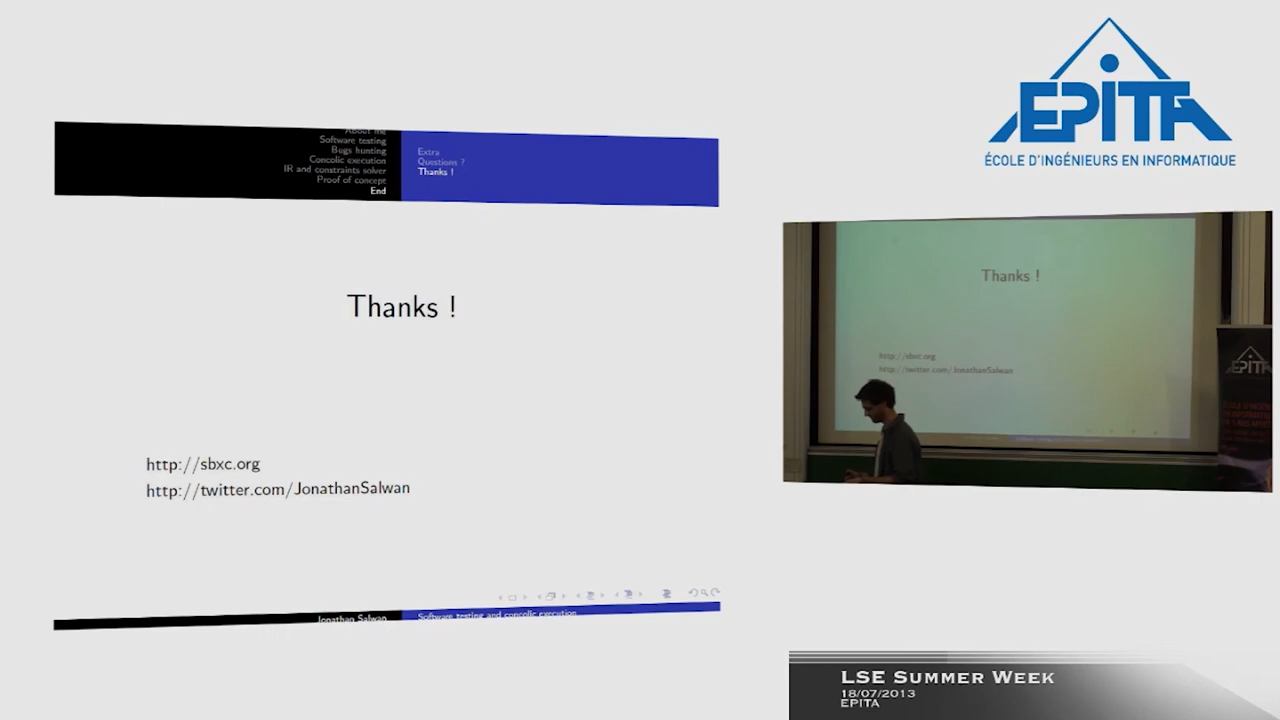 About me
Software testing
Bugs hunting
Concolic execution
IR and constraints solver
Proof of concept
End
Extra
Questions ?
Thanks !
Thanks !
http://sbxc.org
http://twitter.com/JonathanSalwan
Jonathan Salwan
Software testing and concolic execution
EPITA
ÉCOLE D'INGÉNIEURS EN INFORMATIQUE
Thanks !
http://sbxc.org
http://twitter.com/JonathanSalwan
EPITA
LSE SUMMER WEEK
18/07/2013
EPITA